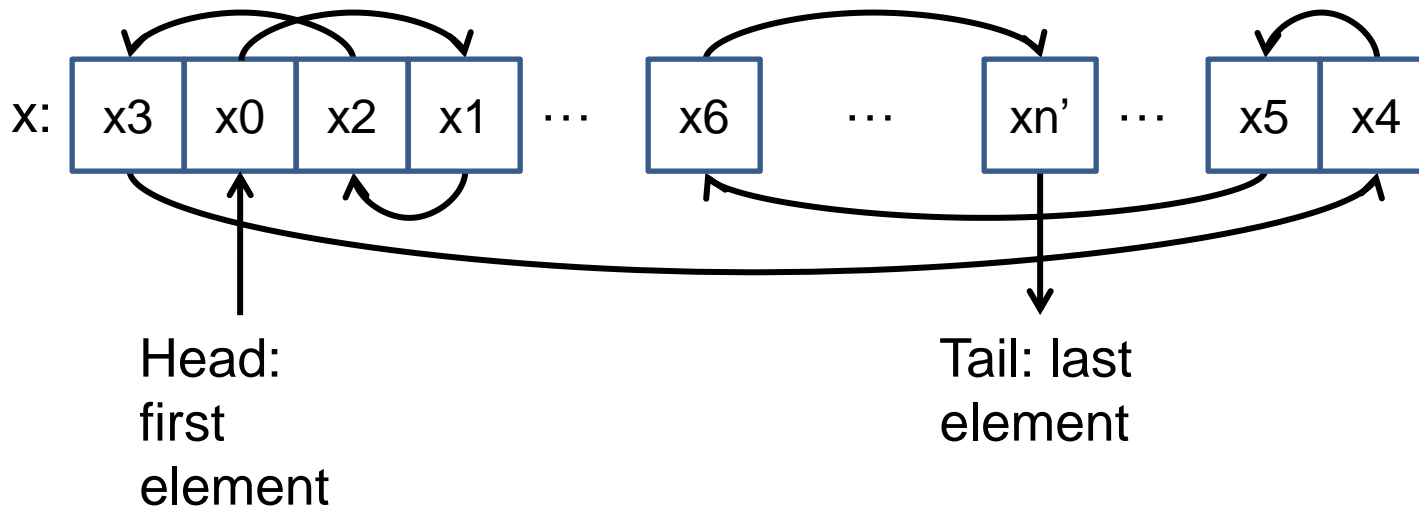 x: x3 x0 x2 x1 ⋯ x6 ⋯ xn’ ⋯ x5 x4
Head:
first
element
Tail: last
element